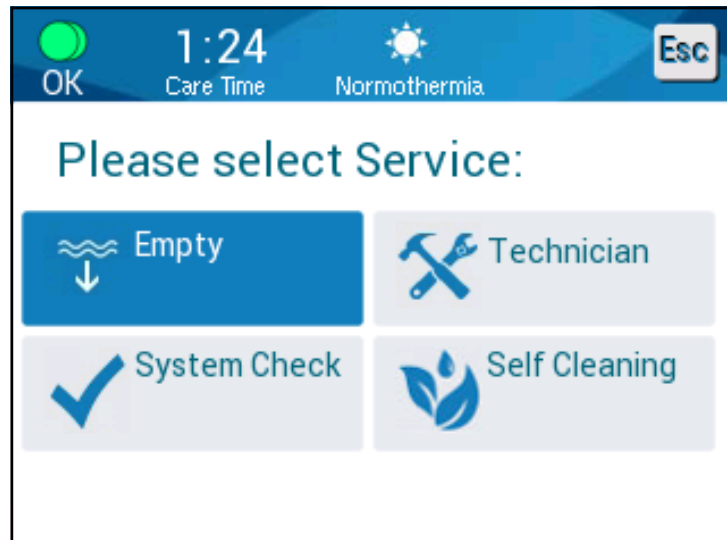 1:24
Esc
OK
Care Time
Normothermia
Please select Service:
Empty
Technician
System Check
Self Cleaning